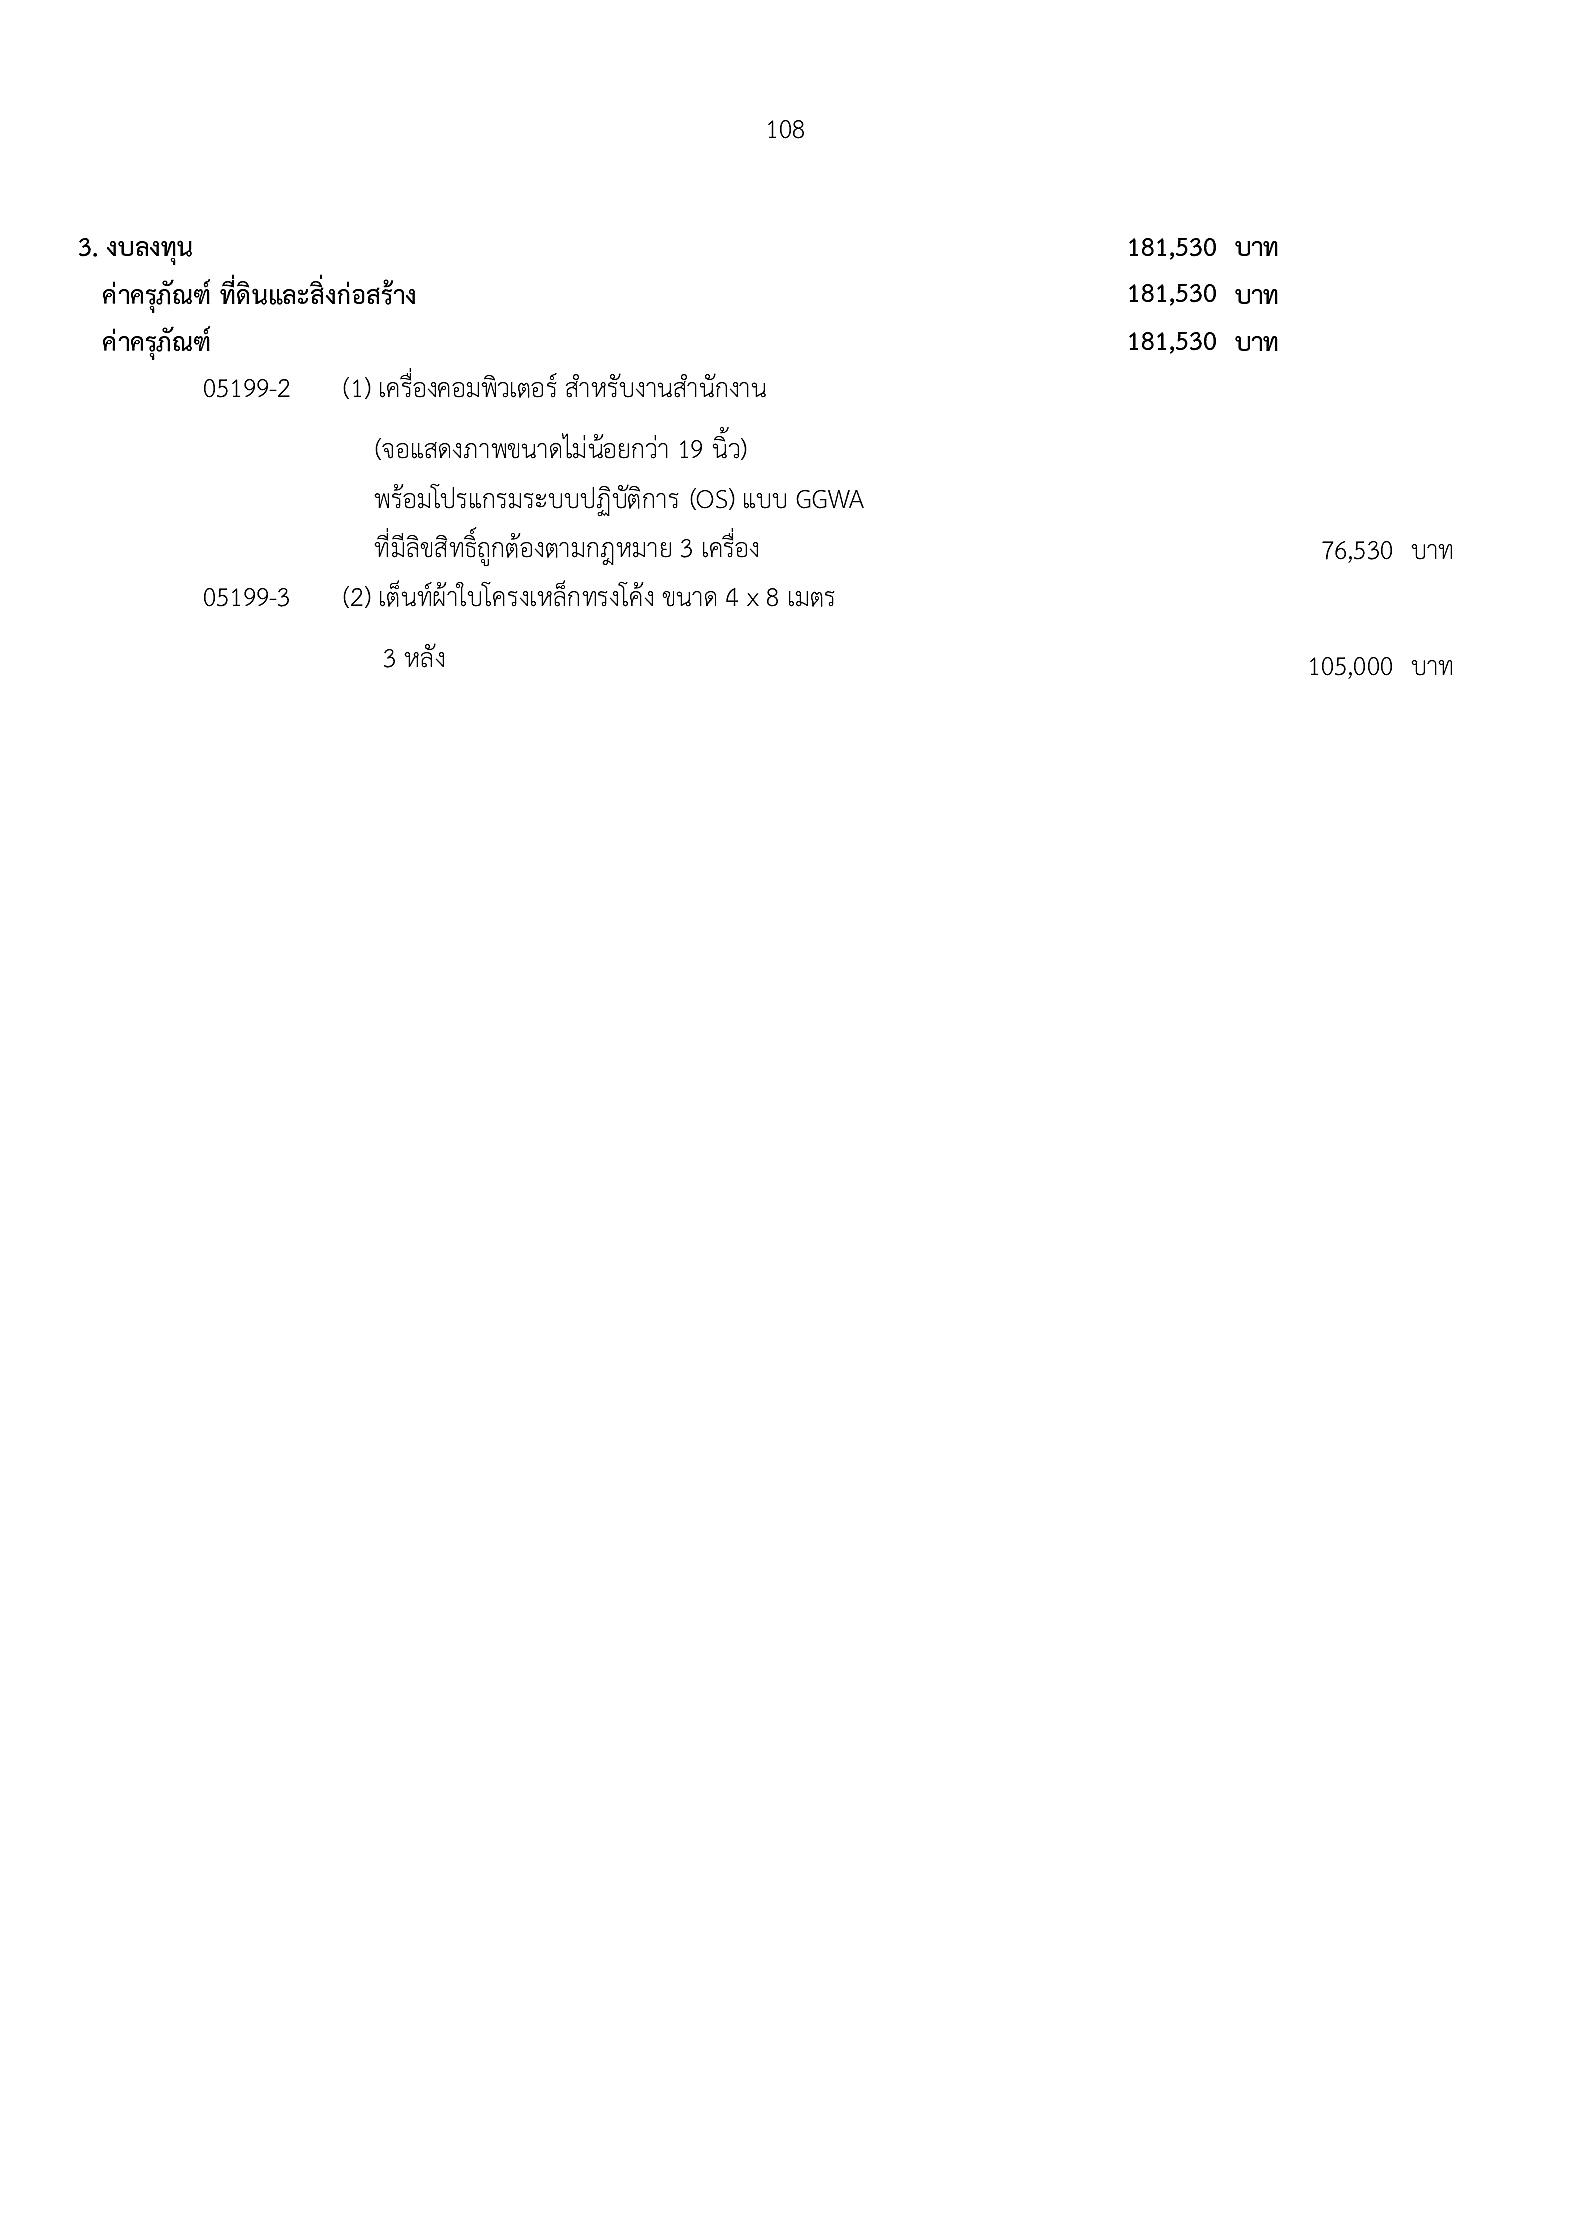 108
3. งบลงทุน 181,530 บาท
ค่าครุภัณฑ์ ที่ดินและสิ่งก่อสร้าง 181,530 บาท
ค่าครุภัณฑ์ 181,530 บาท
05199-2 (1) เครื่องคอมพิวเตอร์ สำหรับงานสำนักงาน
(จอแสดงภาพขนาดไม่น้อยกว่า 19 นิ้ว)
พร้อมโปรแกรมระบบปฏิบัติการ (OS) แบบ GGWA
ที่มีลิขสิทธิ์ถูกต้องตามกฎหมาย 3 เครื่อง 76,530 บาท
05199-3 (2) เต็นท์ผ้าใบโครงเหล็กทรงโค้ง ขนาด 4 x 8 เมตร
3 หลัง 105,000 บาท